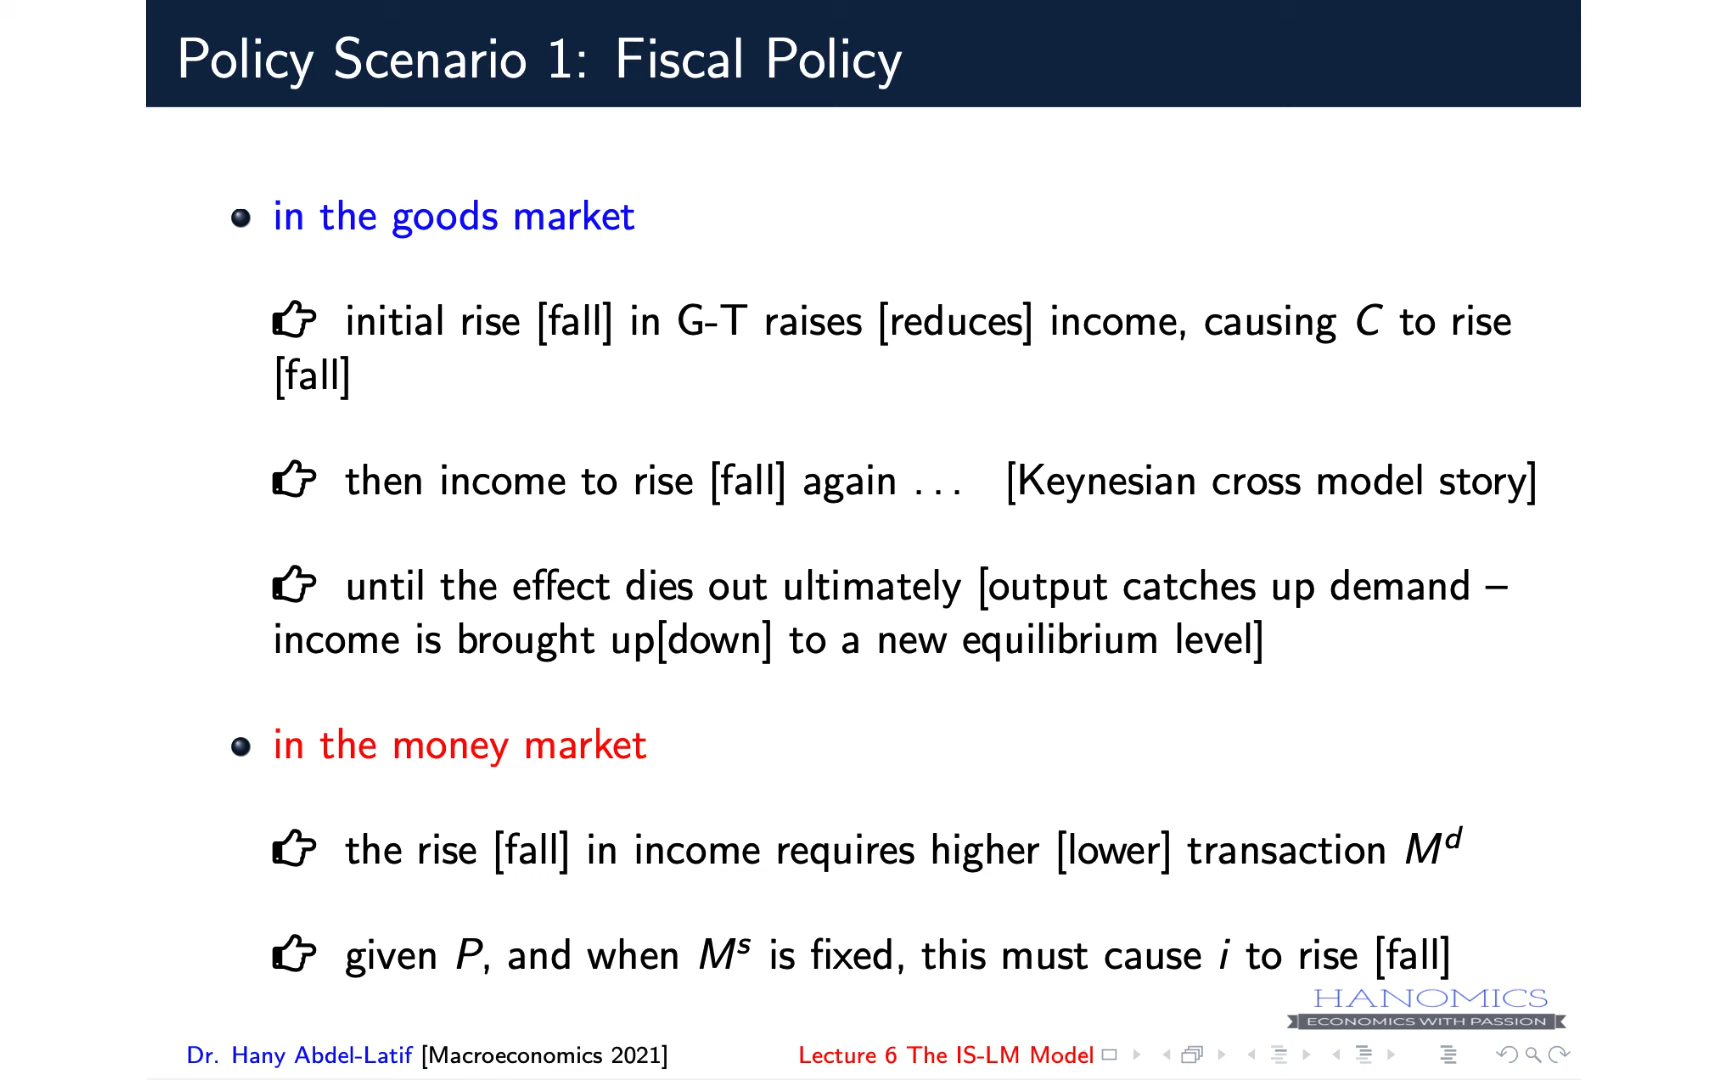 Policy Scenario 1: Fiscal Policy
in the goods market
initial rise [fall] in G-T raises [reduces] income, causing C to rise
[fall]
then income to rise [fall] again ... [Keynesian cross model story]
until the effect dies out ultimately [output catches up demand –
income is brought up[down] to a new equilibrium level]
in the money market
the rise [fall] in income requires higher [lower] transaction M^d
given P, and when M^s is fixed, this must cause i to rise [fall]
HANOMICS
ECONOMICS WITH PASSION
Dr. Hany Abdel-Latif [Macroeconomics 2021] Lecture 6 The IS-LM Model